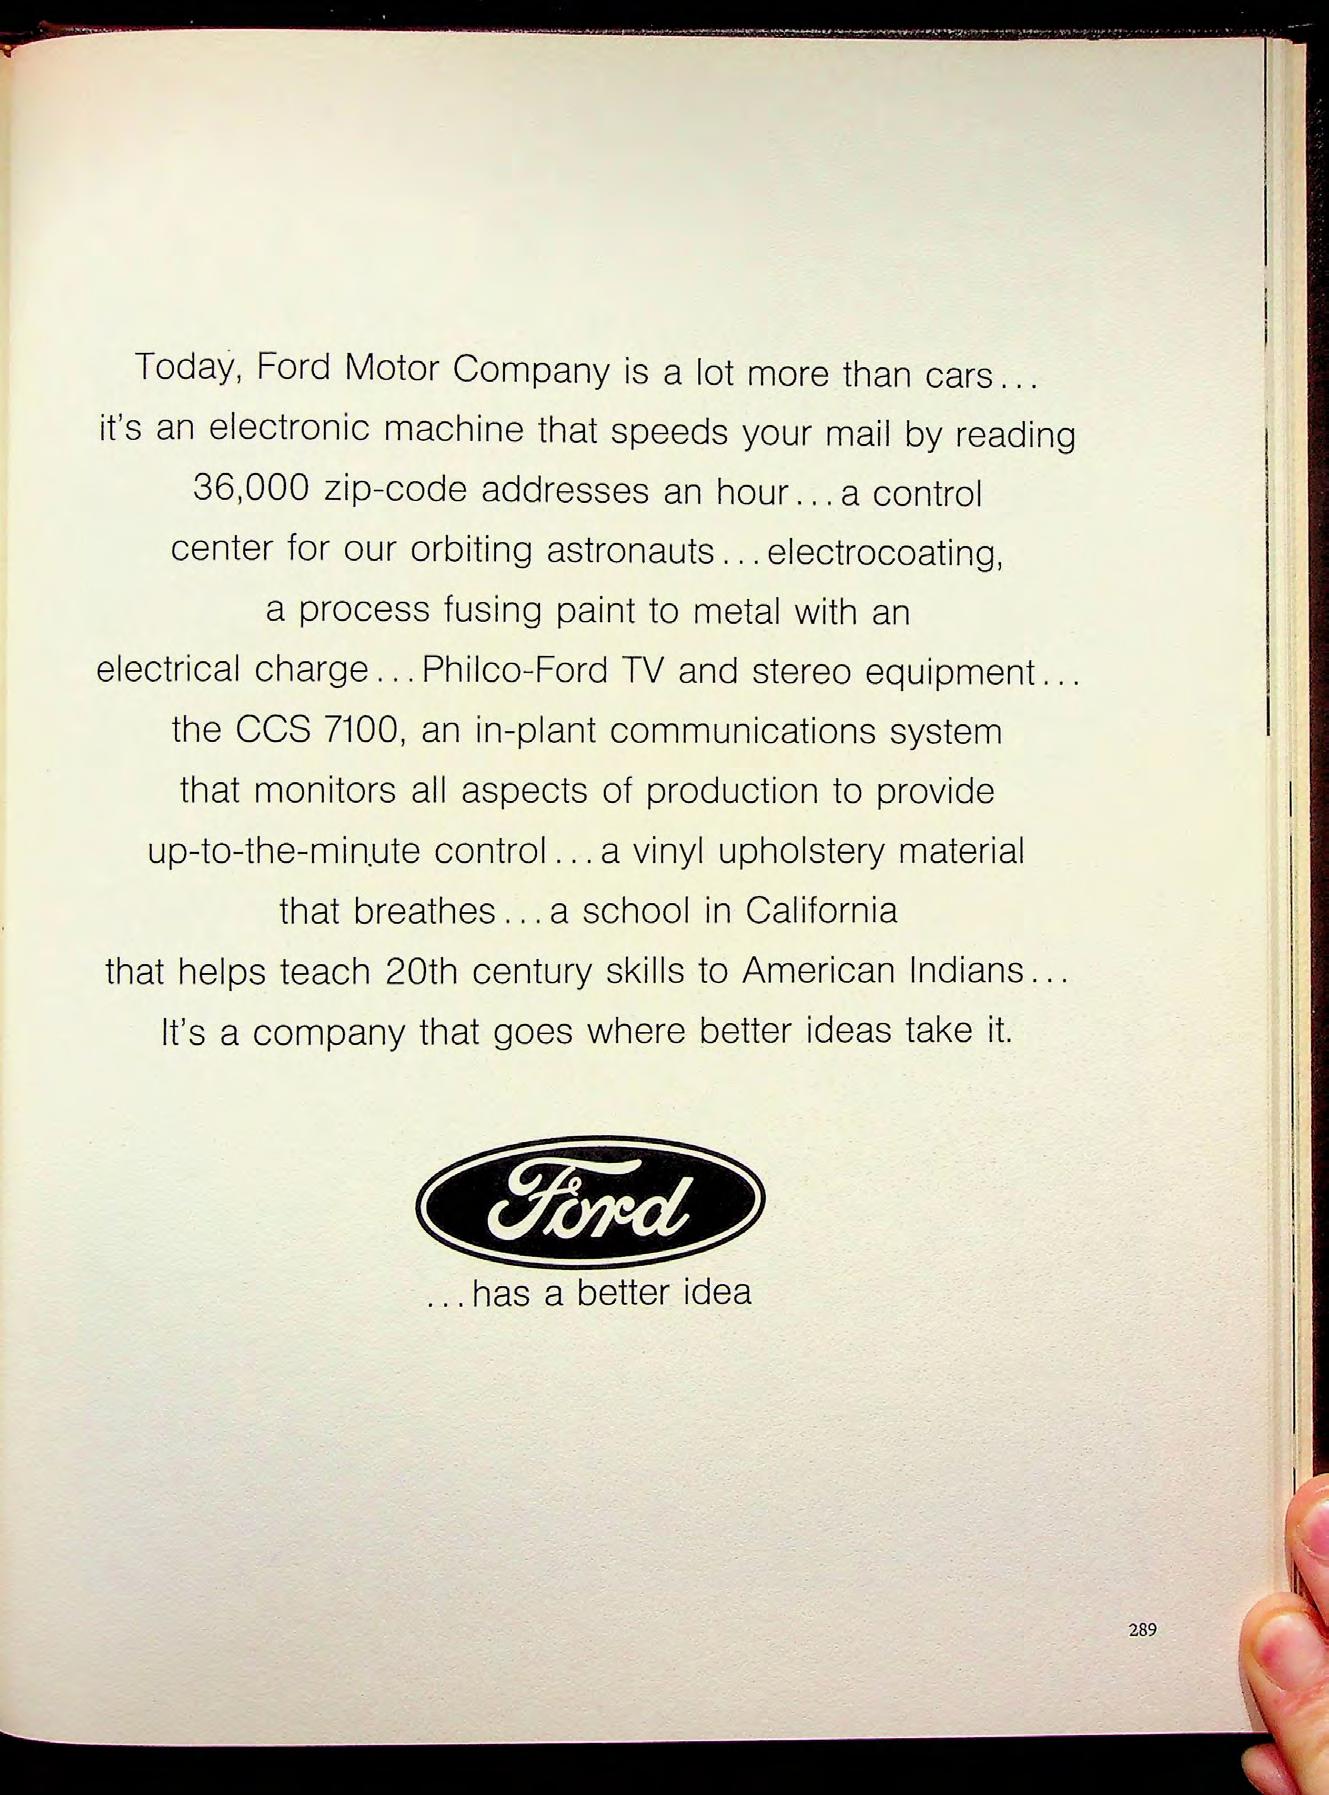 Today, Ford Motor Company is a lot more than cars...
it's an electronic machine that speeds your mail by reading
36,000 zip-code addresses an hour...a control
center for our orbiting astronauts...electrocoating,
a process fusing paint to metal with an
electrical charge...Philco-Ford TV and stereo equipment...
the CCS 7100, an in-plant communications system
that monitors all aspects of production to provide
up-to-the-minute control...a vinyl upholstery material
that breathes...a school in California
that helps teach 20th century skills to American Indians...
It's a company that goes where better ideas take it.
Ford
...has a better idea
289